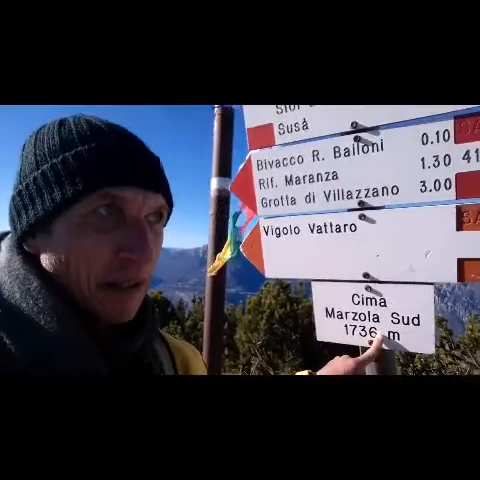 Susà
Bivacco R. Bailoni 0.10
Rif. Maranza 1.30 41
Grotta di Villazzano 3.00
Vigolo Vattaro
Cima
Marzola Sud
1736 m